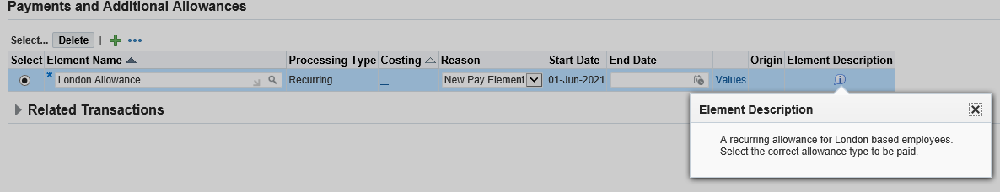 Payments and Additional Allowances
Select... Delete |
Select Element Name Processing Type Costing Reason Start Date End Date Origin Element Description
* London Allowance Recurring ... New Pay Element 01-Jun-2021 Values
Related Transactions
Element Description
A recurring allowance for London based employees.
Select the correct allowance type to be paid.